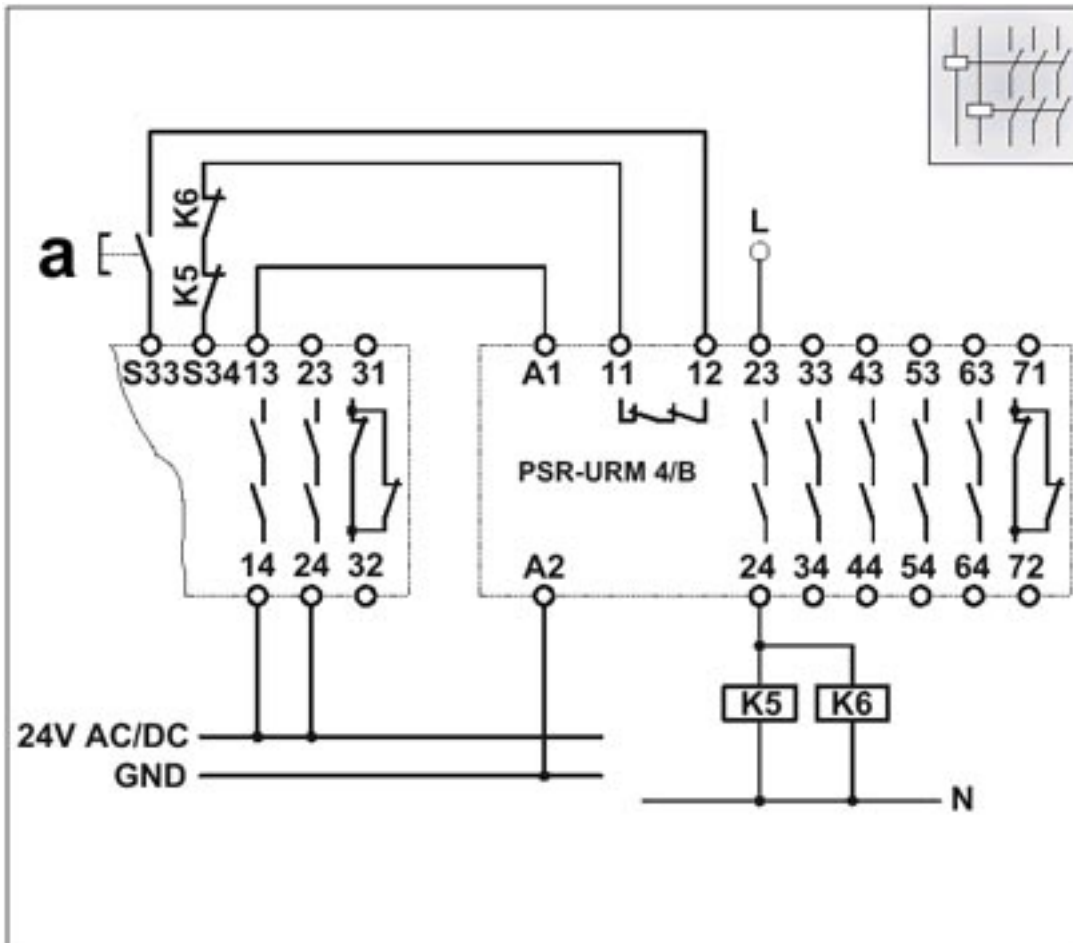 L
K6
a
K5
S33 S34 13 23 31
A1 11 12 23 33 43 53 63 71
PSR-URM 4/B
14 24 32
A2 24 34 44 54 64 72
K5 K6
24V AC/DC
GND
N